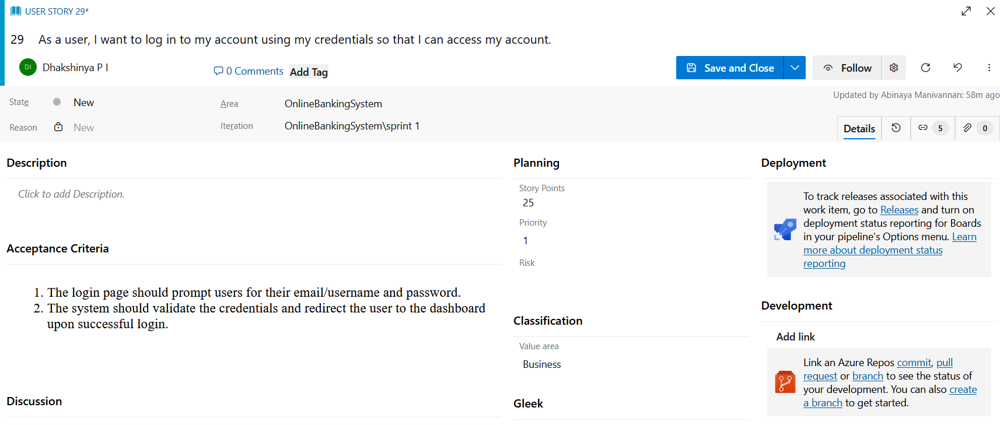 USER STORY 29*
29 As a user, I want to log in to my account using my credentials so that I can access my account.
DI Dhakshinya P I
0 Comments
Add Tag
Save and Close
Follow
State
New
Area
OnlineBankingSystem
Updated by Abinaya Manivannan: 58m ago
Reason
New
Iteration
OnlineBankingSystem\sprint 1
Details
5
0
Description
Click to add Description.
Acceptance Criteria
1. The login page should prompt users for their email/username and password.
2. The system should validate the credentials and redirect the user to the dashboard
upon successful login.
Discussion
Planning
Story Points
25
Priority
1
Risk
Classification
Value area
Business
Gleek
Deployment
To track releases associated with this
work item, go to Releases and turn on
deployment status reporting for Boards
in your pipeline's Options menu. Learn
more about deployment status
reporting
Development
Add link
Link an Azure Repos commit, pull
request or branch to see the status of
your development. You can also create
a branch to get started.